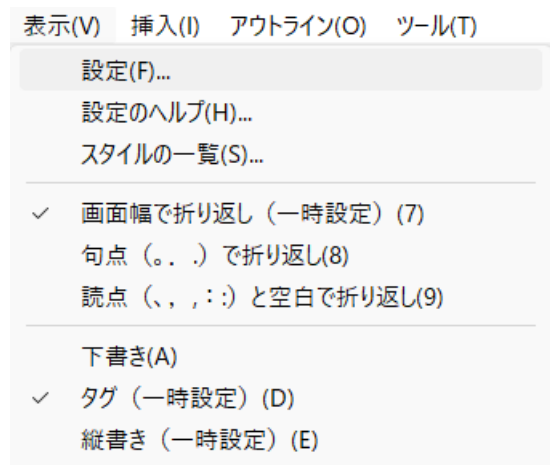 表示(V) 挿入(I) アウトライン(O) ツール(T)
設定(F)...
設定のヘルプ(H)...
スタイルの一覧(S)...
画面幅で折り返し（一時設定）(7)
句点（。．.）で折り返し(8)
読点（、，,：:）と空白で折り返し(9)
下書き(A)
タグ（一時設定）(D)
縦書き（一時設定）(E)